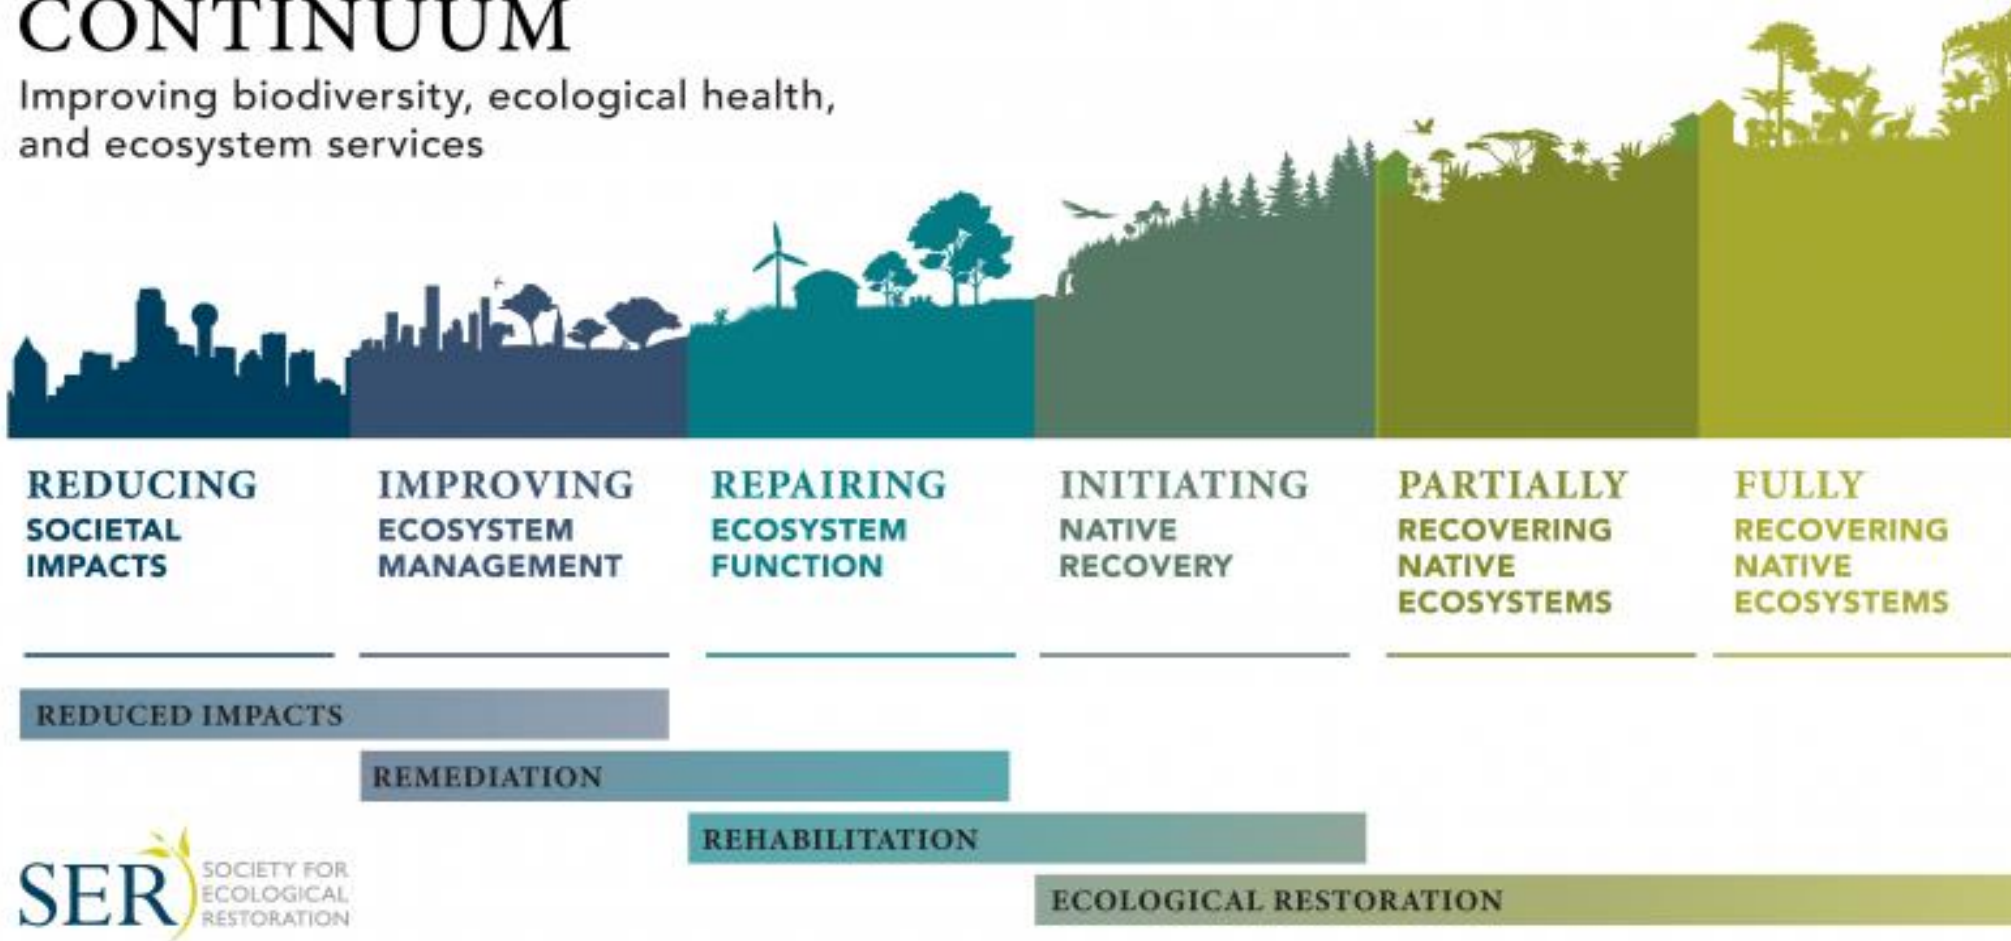 CONTINUUM
Improving biodiversity, ecological health,
and ecosystem services
REDUCING
SOCIETAL
IMPACTS
IMPROVING
ECOSYSTEM
MANAGEMENT
REPAIRING
ECOSYSTEM
FUNCTION
INITIATING
NATIVE
RECOVERY
PARTIALLY
RECOVERING
NATIVE
ECOSYSTEMS
FULLY
RECOVERING
NATIVE
ECOSYSTEMS
REDUCED IMPACTS
REMEDIATION
REHABILITATION
ECOLOGICAL RESTORATION
SER
SOCIETY FOR
ECOLOGICAL
RESTORATION